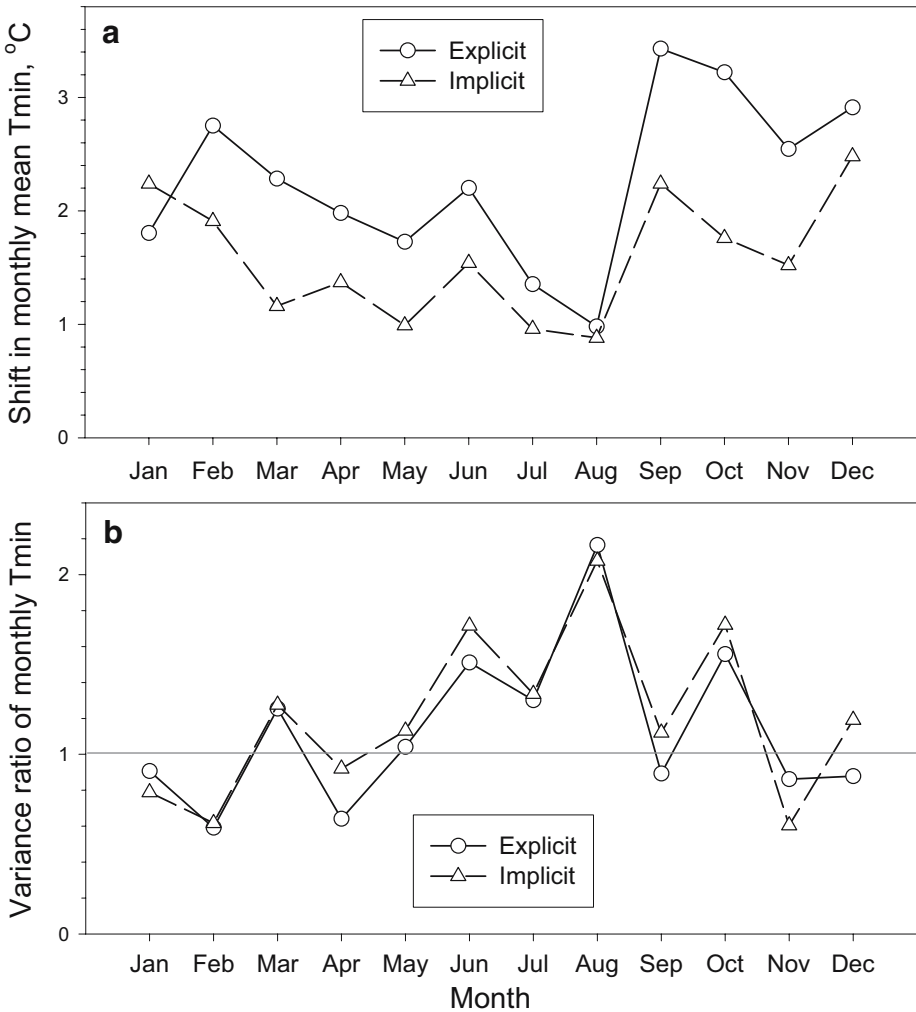 a
Shift in monthly mean Tmin, °C
Explicit
Implicit
3
2
1
0
Jan Feb Mar Apr May Jun Jul Aug Sep Oct Nov Dec
b
Variance ratio of monthly Tmin
2
1
0
Explicit
Implicit
Jan Feb Mar Apr May Jun Jul Aug Sep Oct Nov Dec
Month